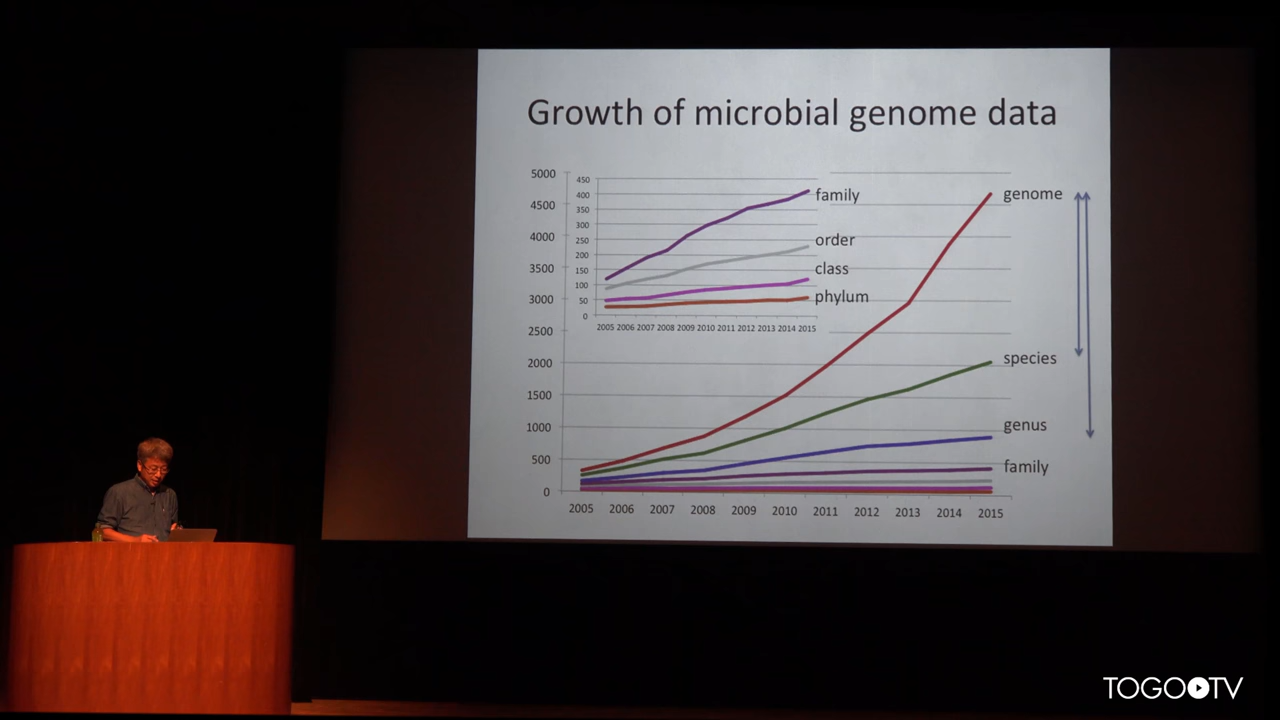 Growth of microbial genome data
5000
4500
4000
3500
3000
2500
2000
1500
1000
500
0
2005 2006 2007 2008 2009 2010 2011 2012 2013 2014 2015
450
400
350
300
250
200
150
100
50
0
2005 2006 2007 2008 2009 2010 2011 2012 2013 2014 2015
family
order
class
phylum
genome
species
genus
family
TOGOTV